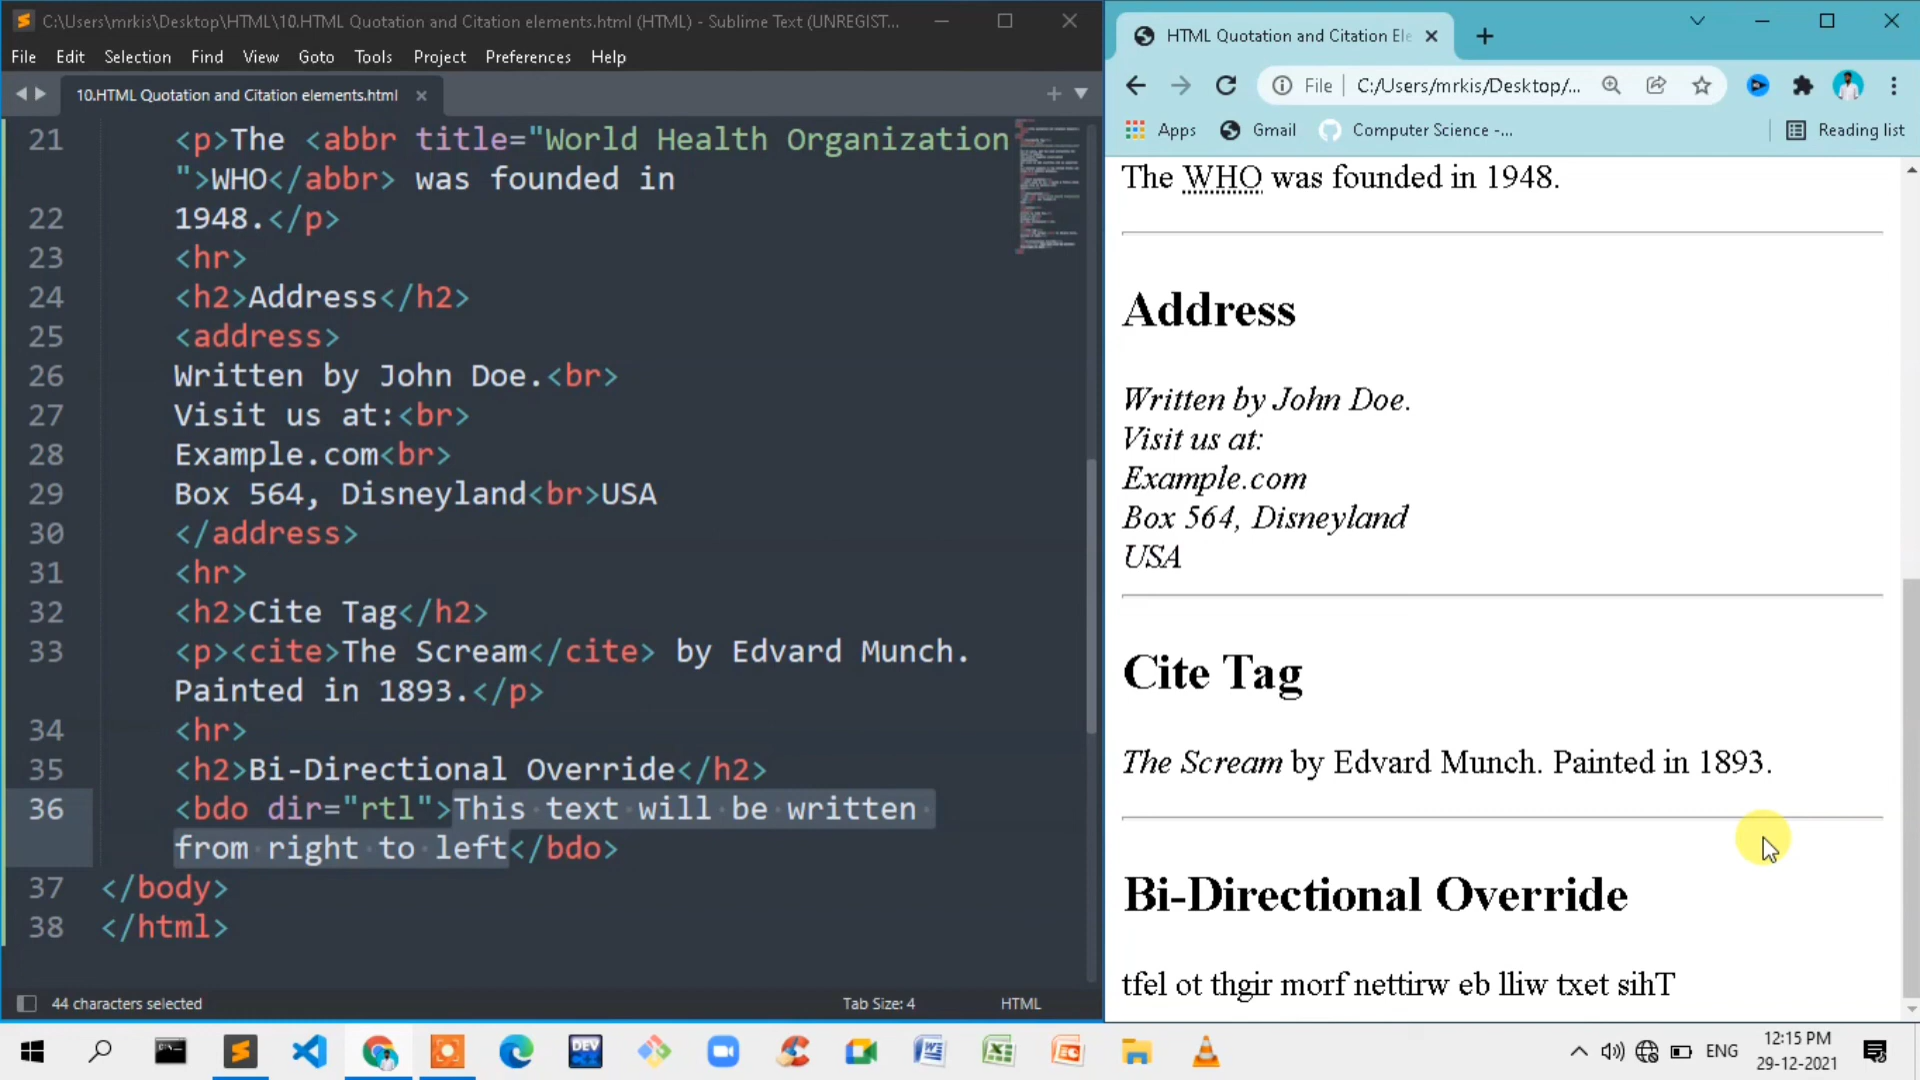 C:\Users\mrkis\Desktop\HTML\10.HTML Quotation and Citation elements.html (HTML) - Sublime Text (UNREGIST...
File Edit Selection Find View Goto Tools Project Preferences Help
10.HTML Quotation and Citation elements.html
21 <p>The <abbr title="World Health Organization
">WHO</abbr> was founded in
22 1948.</p>
23 <hr>
24 <h2>Address</h2>
25 <address>
26 Written by John Doe.<br>
27 Visit us at:<br>
28 Example.com<br>
29 Box 564, Disneyland<br>USA
30 </address>
31 <hr>
32 <h2>Cite Tag</h2>
33 <p><cite>The Scream</cite> by Edvard Munch.
Painted in 1893.</p>
34 <hr>
35 <h2>Bi-Directional Override</h2>
36 <bdo dir="rtl">This text will be written
from right to left</bdo>
37 </body>
38 </html>
44 characters selected
Tab Size: 4
HTML
HTML Quotation and Citation Ele
File C:/Users/mrkis/Desktop/...
Apps Gmail Computer Science -... Reading list
The WHO was founded in 1948.
Address
Written by John Doe.
Visit us at:
Example.com
Box 564, Disneyland
USA
Cite Tag
The Scream by Edvard Munch. Painted in 1893.
Bi-Directional Override
tfel ot thgir morf nettirw eb lliw txet sihT
DEV
ENG
12:15 PM
29-12-2021